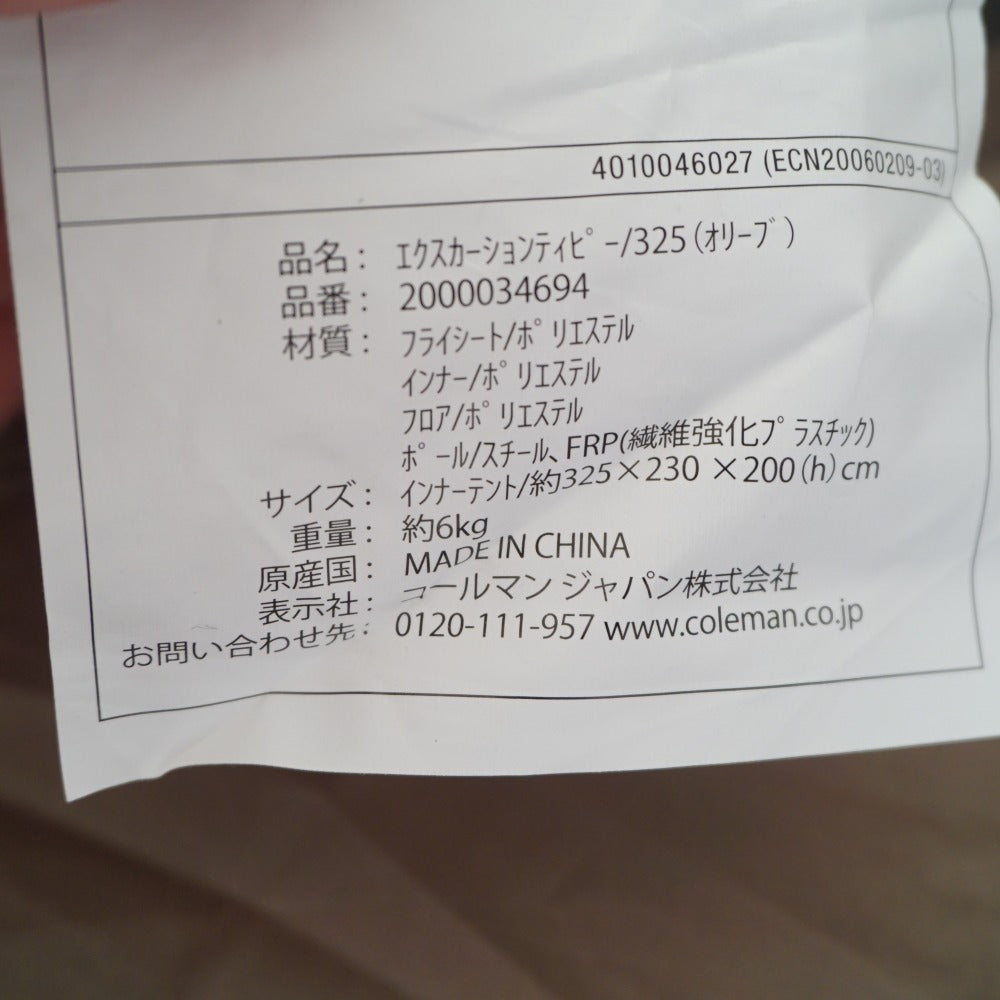 4010046027 (ECN20060209-03)
品名： ｴｸｽｶｰｼｮﾝﾃｨﾋﾟｰ/325（ｵﾘｰﾌﾞ）
品番： 2000034694
材質： ﾌﾗｲｼｰﾄ/ﾎﾟﾘｴｽﾃﾙ
ｲﾝﾅｰ/ﾎﾟﾘｴｽﾃﾙ
ﾌﾛｱ/ﾎﾟﾘｴｽﾃﾙ
ﾎﾟｰﾙ/ｽﾁｰﾙ、FRP(繊維強化ﾌﾟﾗｽﾁｯｸ)
サイズ： ｲﾝﾅｰﾃﾝﾄ/約325×230 ×200(h)cm
重量： 約6kg
原産国： MADE IN CHINA
表示社： コールマン ジャパン株式会社
お問い合わせ先： 0120-111-957 www.coleman.co.jp